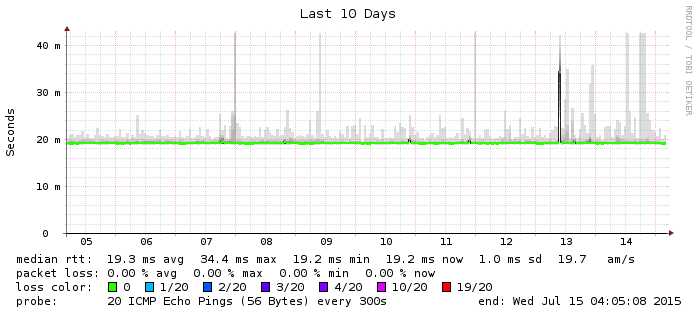 Last 10 Days
RRDTOOL / TOBI OETIKER
Seconds
40 m
30 m
20 m
10 m
0
05 06 07 08 09 10 11 12 13 14
median rtt: 19.3 ms avg 34.4 ms max 19.2 ms min 19.2 ms now 1.0 ms sd 19.7 am/s
packet loss: 0.00 % avg 0.00 % max 0.00 % min 0.00 % now
loss color: 0 1/20 2/20 3/20 4/20 10/20 19/20
probe: 20 ICMP Echo Pings (56 Bytes) every 300s end: Wed Jul 15 04:05:08 2015